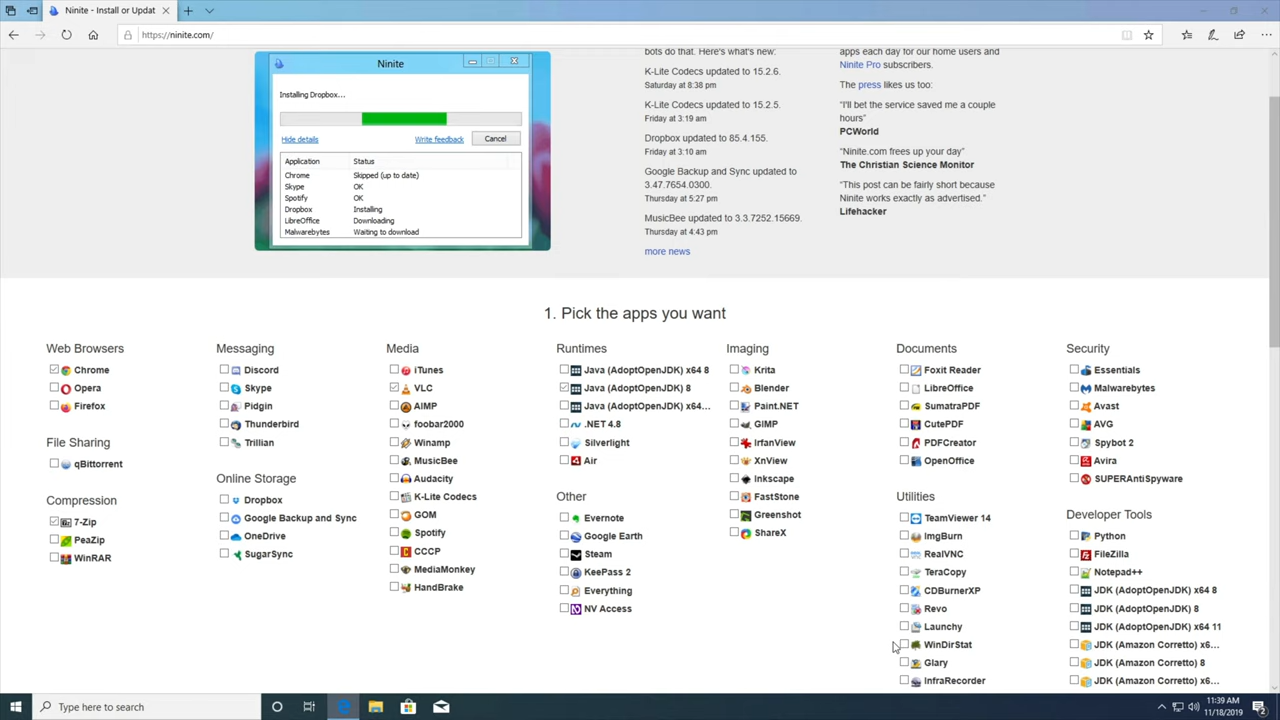 Ninite - Install or Updat
https://ninite.com/
Ninite
Installing Dropbox...
Hide details
Write feedback
Cancel
Application Status
Chrome Skipped (up to date)
Skype OK
Spotify OK
Dropbox Installing
LibreOffice Downloading
Malwarebytes Waiting to download
bots do that. Here's what's new:
K-Lite Codecs updated to 15.2.6.
Saturday at 8:38 pm
K-Lite Codecs updated to 15.2.5.
Friday at 3:19 am
Dropbox updated to 85.4.155.
Friday at 3:10 am
Google Backup and Sync updated to
3.47.7654.0300.
Thursday at 5:27 pm
MusicBee updated to 3.3.7252.15669.
Thursday at 4:43 pm
more news
apps each day for our home users and
Ninite Pro subscribers.
The press likes us too:
"I'll bet the service saved me a couple
hours"
PCWorld
"Ninite.com frees up your day"
The Christian Science Monitor
"This post can be fairly short because
Ninite works exactly as advertised."
Lifehacker
1. Pick the apps you want
Web Browsers
Chrome
Opera
Firefox
File Sharing
qBittorrent
Compression
7-Zip
PeaZip
WinRAR
Messaging
Discord
Skype
Pidgin
Thunderbird
Trillian
Online Storage
Dropbox
Google Backup and Sync
OneDrive
SugarSync
Media
iTunes
VLC
AIMP
foobar2000
Winamp
MusicBee
Audacity
K-Lite Codecs
GOM
Spotify
CCCP
MediaMonkey
HandBrake
Runtimes
Java (AdoptOpenJDK) x64 8
Java (AdoptOpenJDK) 8
Java (AdoptOpenJDK) x64...
.NET 4.8
Silverlight
Air
Other
Evernote
Google Earth
Steam
KeePass 2
Everything
NV Access
Imaging
Krita
Blender
Paint.NET
GIMP
IrfanView
XnView
Inkscape
FastStone
Greenshot
ShareX
Documents
Foxit Reader
LibreOffice
SumatraPDF
CutePDF
PDFCreator
OpenOffice
Utilities
TeamViewer 14
ImgBurn
RealVNC
TeraCopy
CDBurnerXP
Revo
Launchy
WinDirStat
Glary
InfraRecorder
Security
Essentials
Malwarebytes
Avast
AVG
Spybot 2
Avira
SUPERAntiSpyware
Developer Tools
Python
FileZilla
Notepad++
JDK (AdoptOpenJDK) x64 8
JDK (AdoptOpenJDK) 8
JDK (AdoptOpenJDK) x64 11
JDK (Amazon Corretto) x6...
JDK (Amazon Corretto) 8
JDK (Amazon Corretto) x6...
Type here to search
11:39 AM
11/18/2019
2